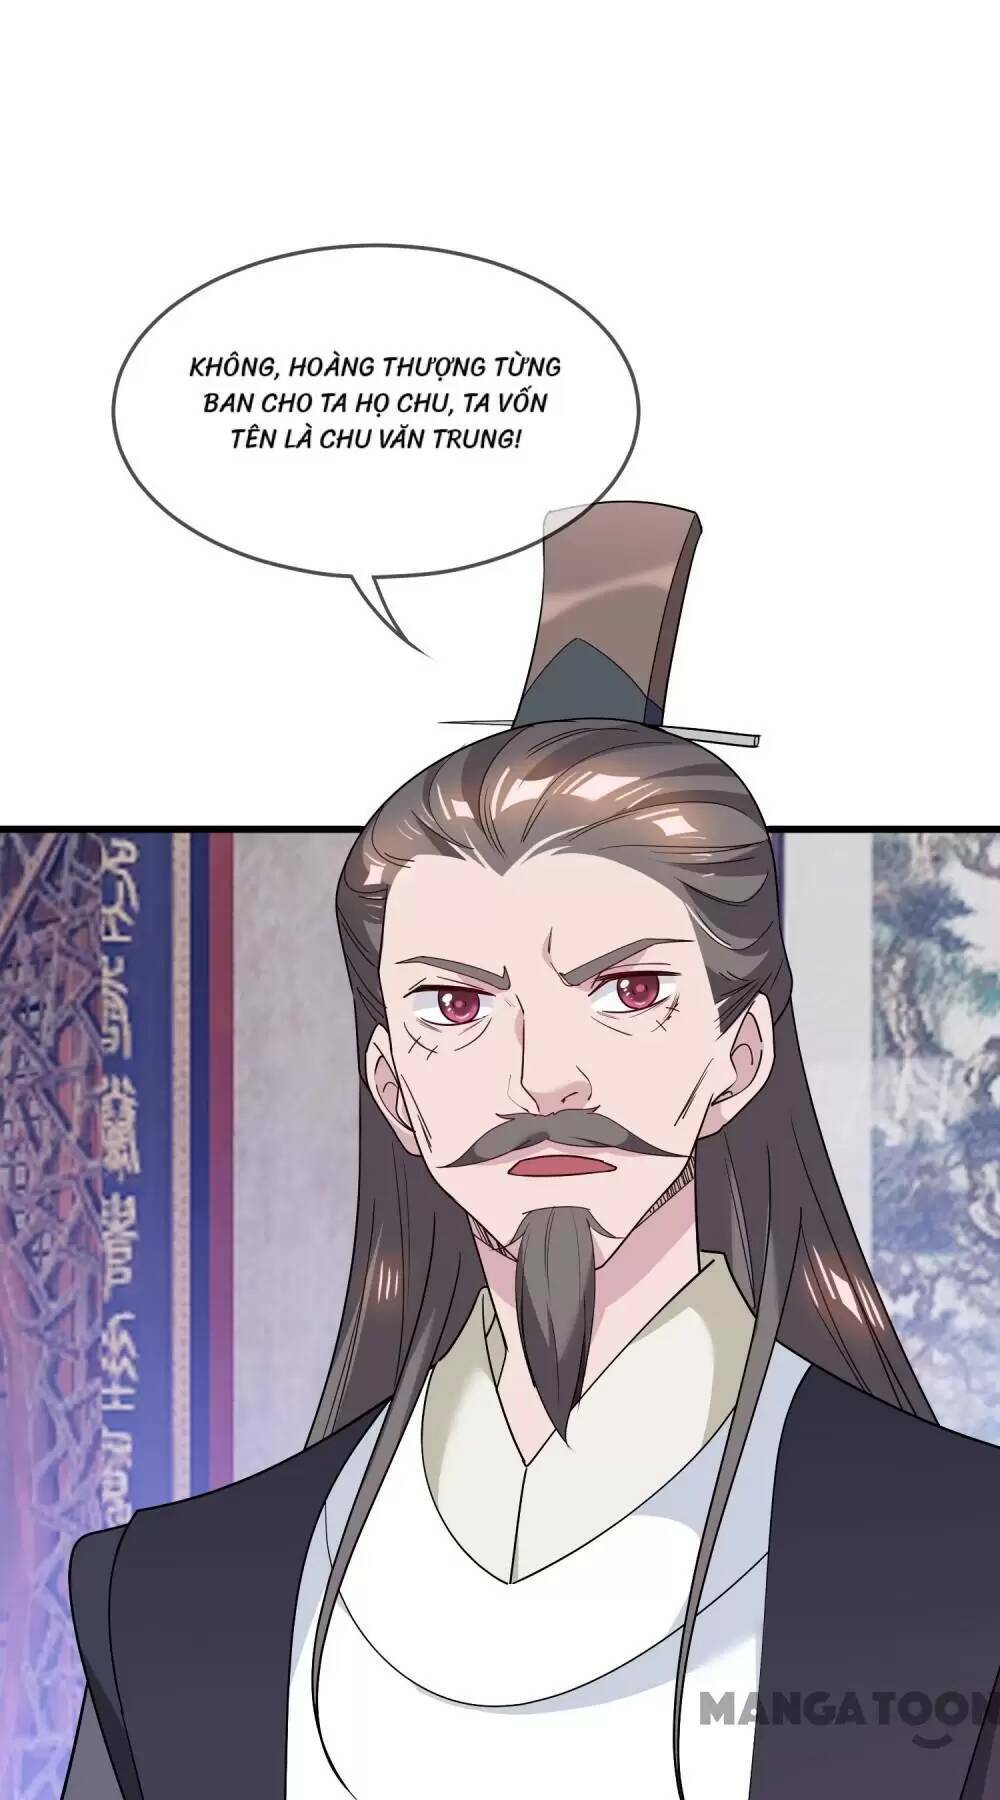 KHÔNG, HOÀNG THƯỢNG TỪNG
BAN CHO TA HỌ CHU, TA VỐN
TÊN LÀ CHU VĂN TRUNG!
MANGATOON